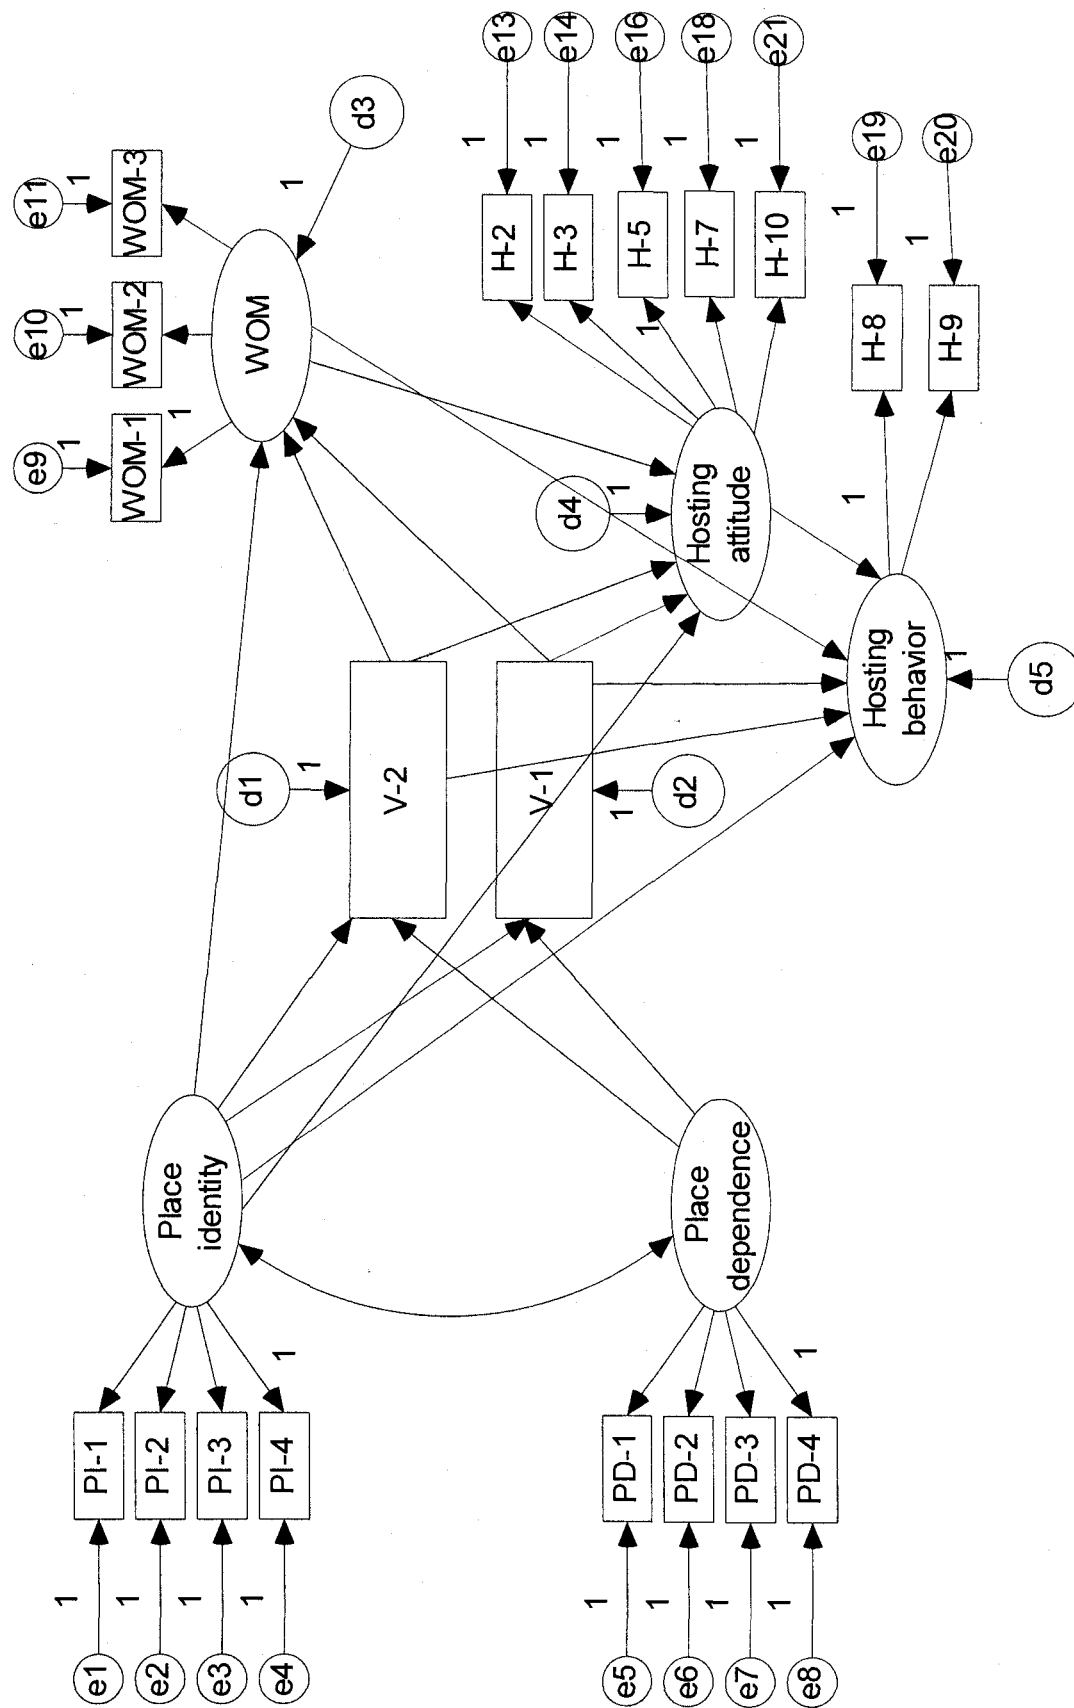 e1
1
PI-1
e2
1
PI-2
e3
1
PI-3
e4
1
PI-4
1
Place
identity
e5
1
PD-1
e6
1
PD-2
e7
1
PD-3
e8
1
PD-4
1
Place
dependence
d1
1
V-2
V-1
1
d2
e9
1
WOM-1
1
e10
1
WOM-2
e11
1
WOM-3
WOM
1
d3
d4
1
Hosting
attitude
H-2
1
e13
H-3
1
e14
1
H-5
1
e16
H-7
1
e18
H-10
1
e21
Hosting
behavior
1
d5
1
H-8
1
e19
H-9
1
e20